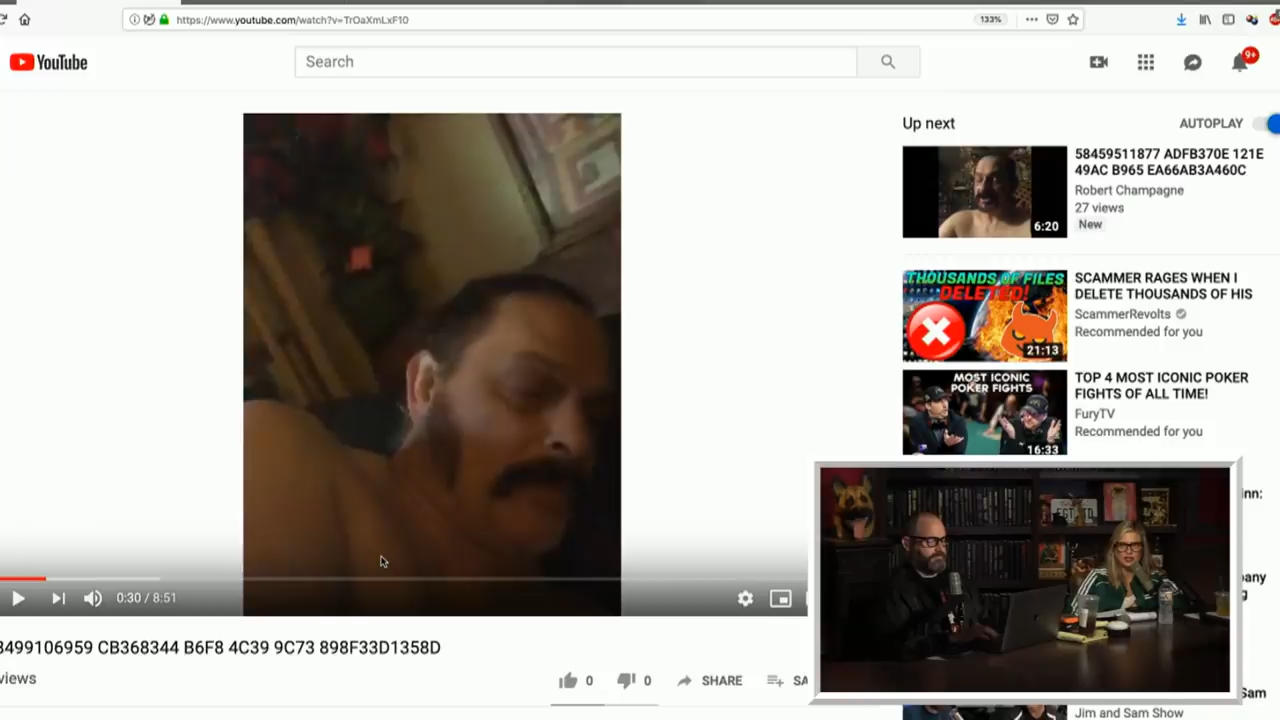 https://www.youtube.com/watch?v=TrOaXmLxF10
133%
YouTube
Search
9+
Up next
AUTOPLAY
58459511877 ADFB370E 121E
49AC B965 EA66AB3A460C
Robert Champagne
27 views
New
6:20
THOUSANDS OF FILES
DELETED!
21:13
SCAMMER RAGES WHEN I
DELETE THOUSANDS OF HIS
ScammerRevolts
Recommended for you
MOST ICONIC
POKER FIGHTS
16:33
TOP 4 MOST ICONIC POKER
FIGHTS OF ALL TIME!
FuryTV
Recommended for you
inn:
0:30 / 8:51
3499106959 CB368344 B6F8 4C39 9C73 898F33D1358D
views
0
0
SHARE
SA
Sam
Jim and Sam Show